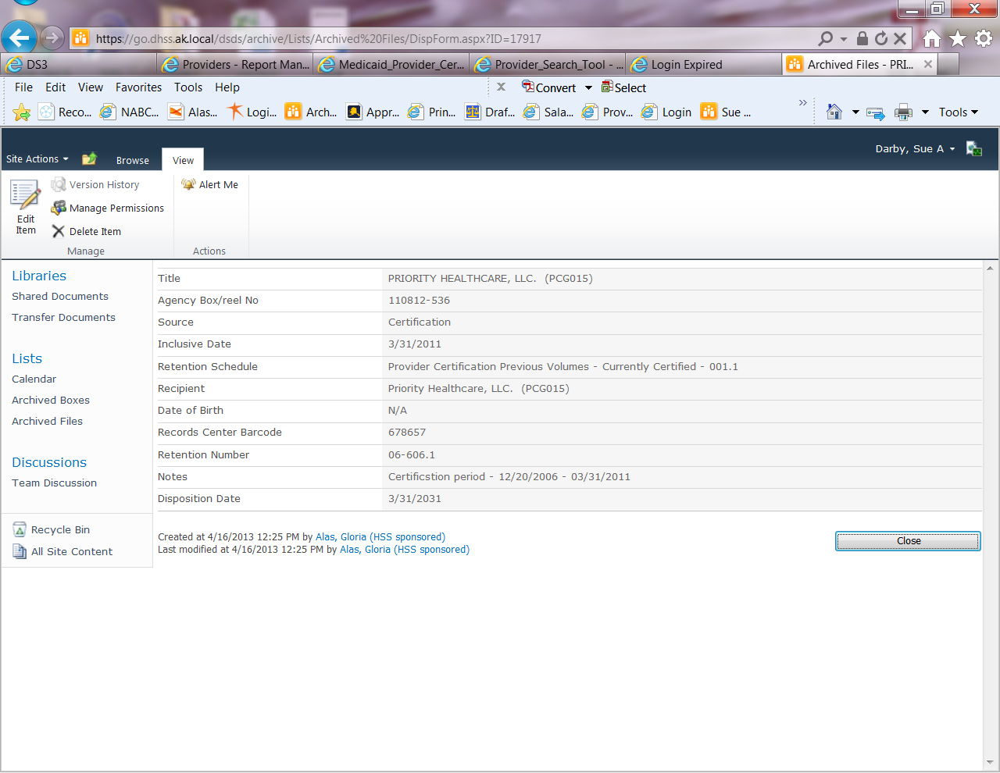 https://go.dhss.ak.local/dsds/archive/Lists/Archived%20Files/DispForm.aspx?ID=17917
DS3 Providers - Report Man... Medicaid_Provider_Cer... Provider_Search_Tool - ... Login Expired Archived Files - PRI...
File Edit View Favorites Tools Help x Convert Select
Reco... NABC... Alas... Logi... Arch... Appr... Prin... Draf... Sala... Prov... Login Sue ... » Tools
Site Actions Browse View Darby, Sue A
Edit Item
Version History
Manage Permissions
Delete Item
Manage
Alert Me
Actions
Libraries
Shared Documents
Transfer Documents
Lists
Calendar
Archived Boxes
Archived Files
Discussions
Team Discussion
Recycle Bin
All Site Content
Title PRIORITY HEALTHCARE, LLC. (PCG015)
Agency Box/reel No 110812-536
Source Certification
Inclusive Date 3/31/2011
Retention Schedule Provider Certification Previous Volumes - Currently Certified - 001.1
Recipient Priority Healthcare, LLC. (PCG015)
Date of Birth N/A
Records Center Barcode 678657
Retention Number 06-606.1
Notes Certificstion period - 12/20/2006 - 03/31/2011
Disposition Date 3/31/2031
Created at 4/16/2013 12:25 PM by Alas, Gloria (HSS sponsored)
Last modified at 4/16/2013 12:25 PM by Alas, Gloria (HSS sponsored)
Close